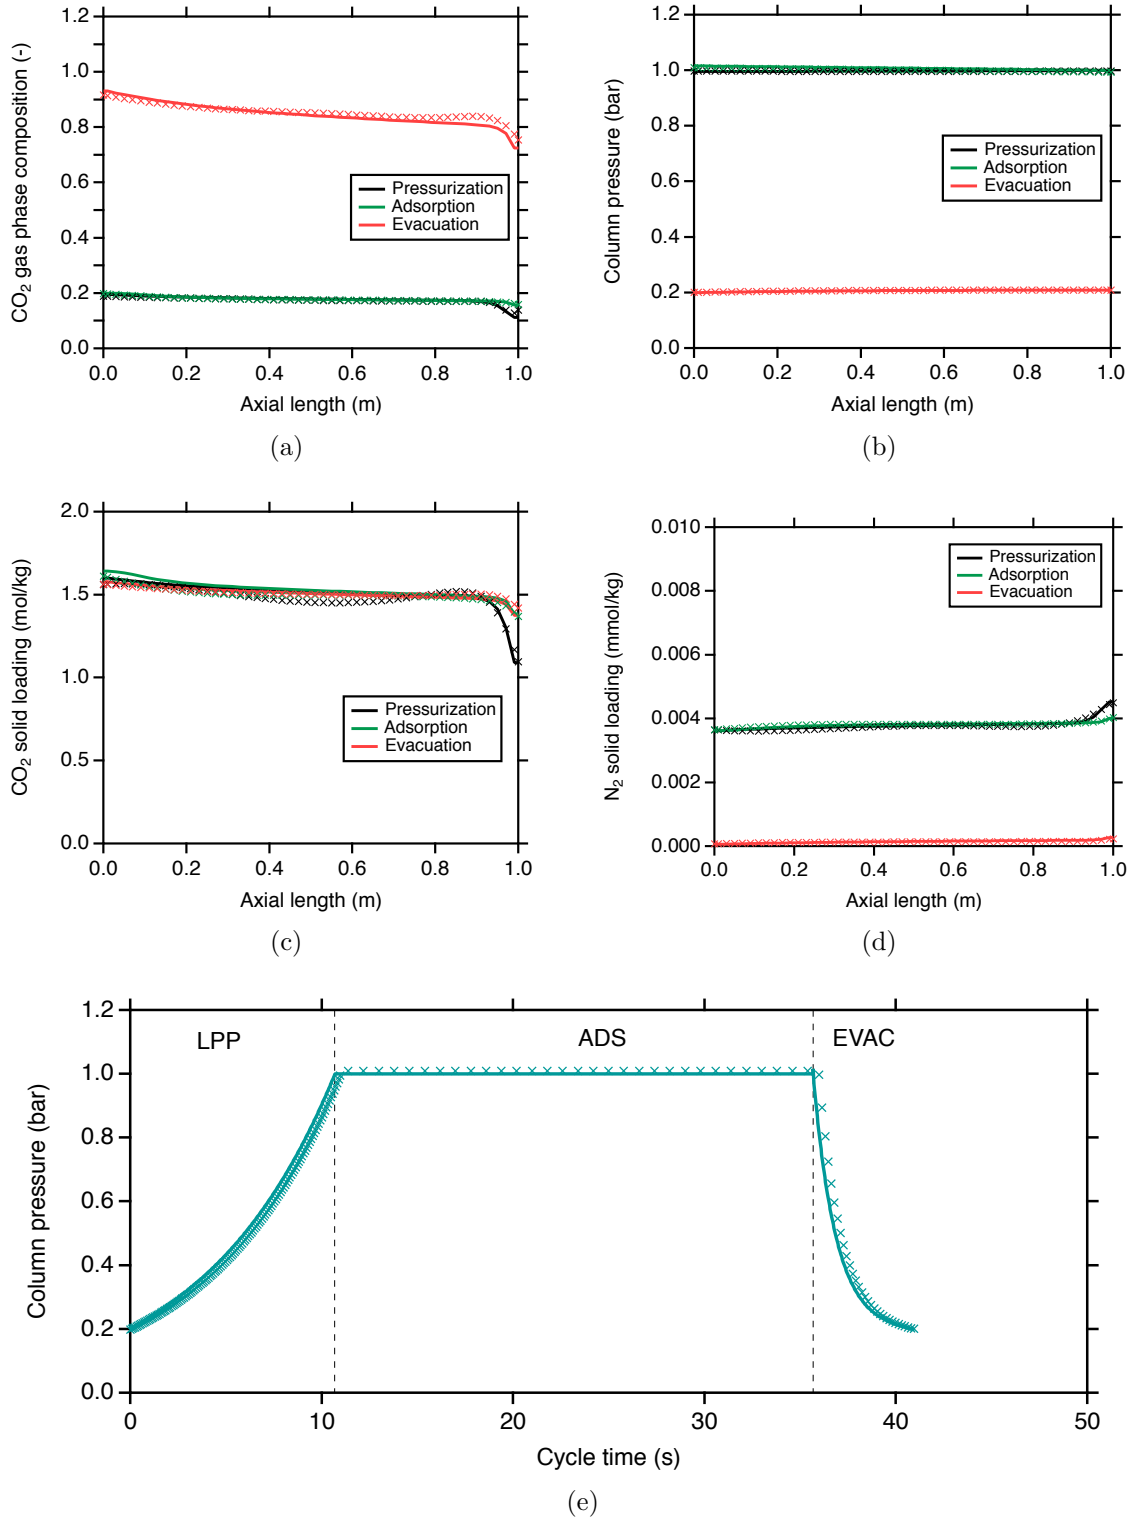 1.2
1.0
0.8
0.6
0.4
0.2
0.0
CO2 gas phase composition (-)
Pressurization
Adsorption
Evacuation
0.0 0.2 0.4 0.6 0.8 1.0
Axial length (m)
(a)
1.2
1.0
0.8
0.6
0.4
0.2
0.0
Column pressure (bar)
Pressurization
Adsorption
Evacuation
0.0 0.2 0.4 0.6 0.8 1.0
Axial length (m)
(b)
2.0
1.5
1.0
0.5
0.0
CO2 solid loading (mol/kg)
Pressurization
Adsorption
Evacuation
0.0 0.2 0.4 0.6 0.8 1.0
Axial length (m)
(c)
0.010
0.008
0.006
0.004
0.002
0.000
N2 solid loading (mmol/kg)
Pressurization
Adsorption
Evacuation
0.0 0.2 0.4 0.6 0.8 1.0
Axial length (m)
(d)
1.2
1.0
0.8
0.6
0.4
0.2
0.0
Column pressure (bar)
LPP ADS EVAC
0 10 20 30 40 50
Cycle time (s)
(e)